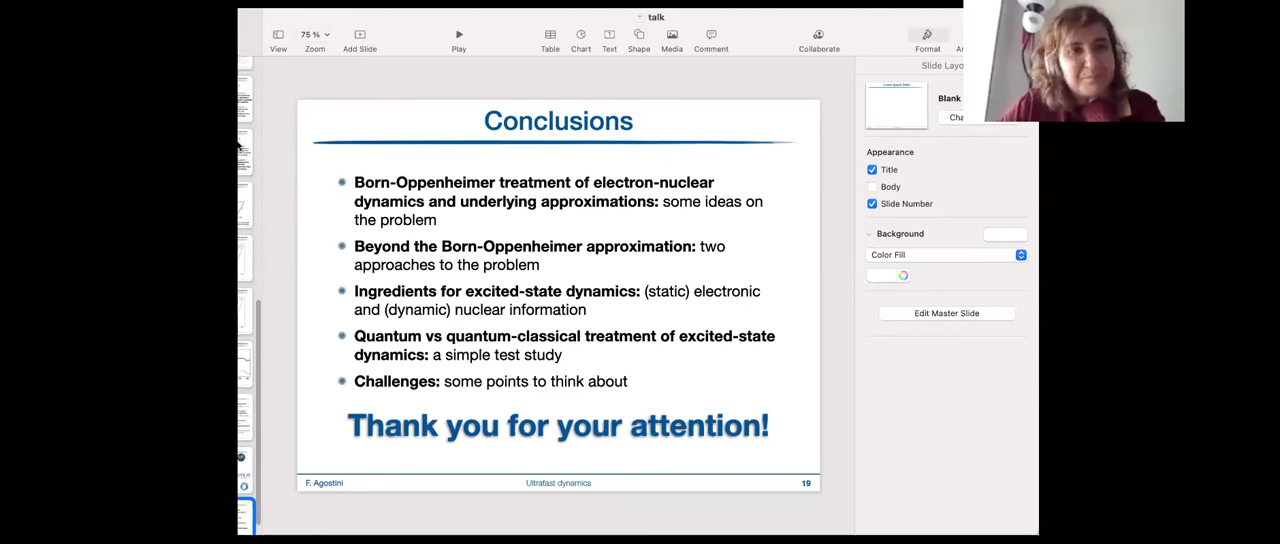 talk
75 %
View
Zoom
Add Slide
Play
Table
Chart
Text
Shape
Media
Comment
Collaborate
Format
Slide Layo
Blank
Cha
Appearance
Title
Body
Slide Number
Background
Color Fill
Edit Master Slide
Conclusions
Born-Oppenheimer treatment of electron-nuclear
dynamics and underlying approximations: some ideas on
the problem
Beyond the Born-Oppenheimer approximation: two
approaches to the problem
Ingredients for excited-state dynamics: (static) electronic
and (dynamic) nuclear information
Quantum vs quantum-classical treatment of excited-state
dynamics: a simple test study
Challenges: some points to think about
Thank you for your attention!
F. Agostini
Ultrafast dynamics
19